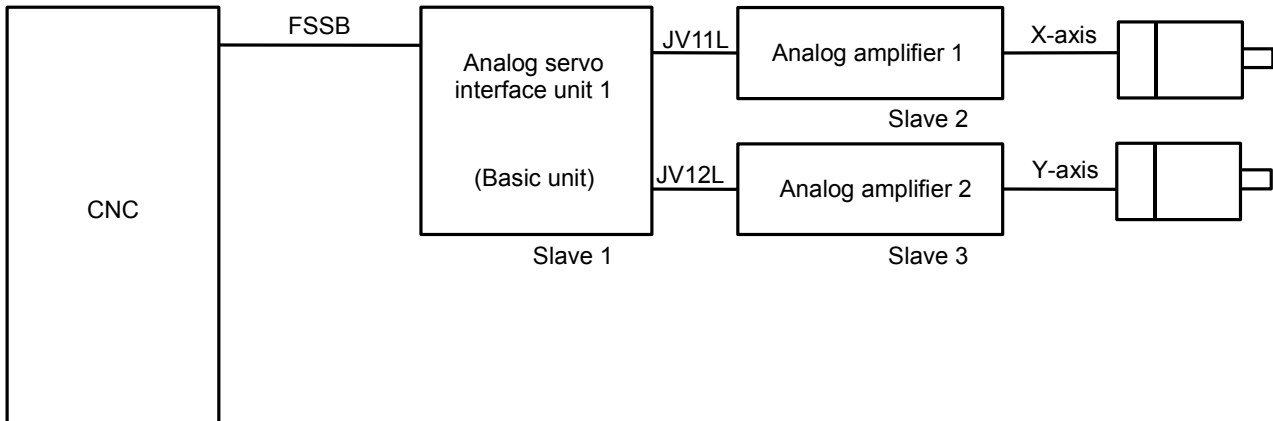 FSSB
Analog servo
interface unit 1
(Basic unit)
JV11L
Analog amplifier 1
X-axis
Slave 2
JV12L
Analog amplifier 2
Y-axis
CNC
Slave 1
Slave 3